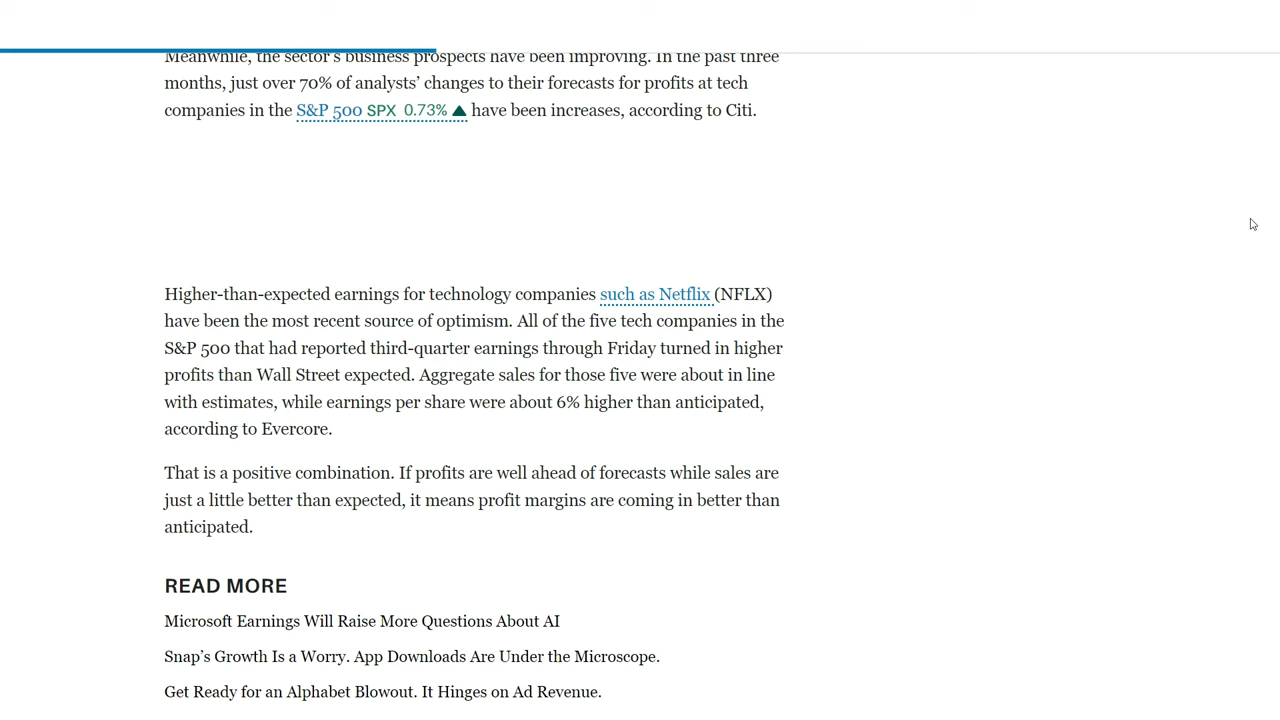 Meanwhile, the sector's business prospects have been improving. In the past three
months, just over 70% of analysts’ changes to their forecasts for profits at tech
companies in the S&P 500 SPX 0.73% ▲ have been increases, according to Citi.
Higher-than-expected earnings for technology companies such as Netflix (NFLX)
have been the most recent source of optimism. All of the five tech companies in the
S&P 500 that had reported third-quarter earnings through Friday turned in higher
profits than Wall Street expected. Aggregate sales for those five were about in line
with estimates, while earnings per share were about 6% higher than anticipated,
according to Evercore.
That is a positive combination. If profits are well ahead of forecasts while sales are
just a little better than expected, it means profit margins are coming in better than
anticipated.
READ MORE
Microsoft Earnings Will Raise More Questions About AI
Snap’s Growth Is a Worry. App Downloads Are Under the Microscope.
Get Ready for an Alphabet Blowout. It Hinges on Ad Revenue.